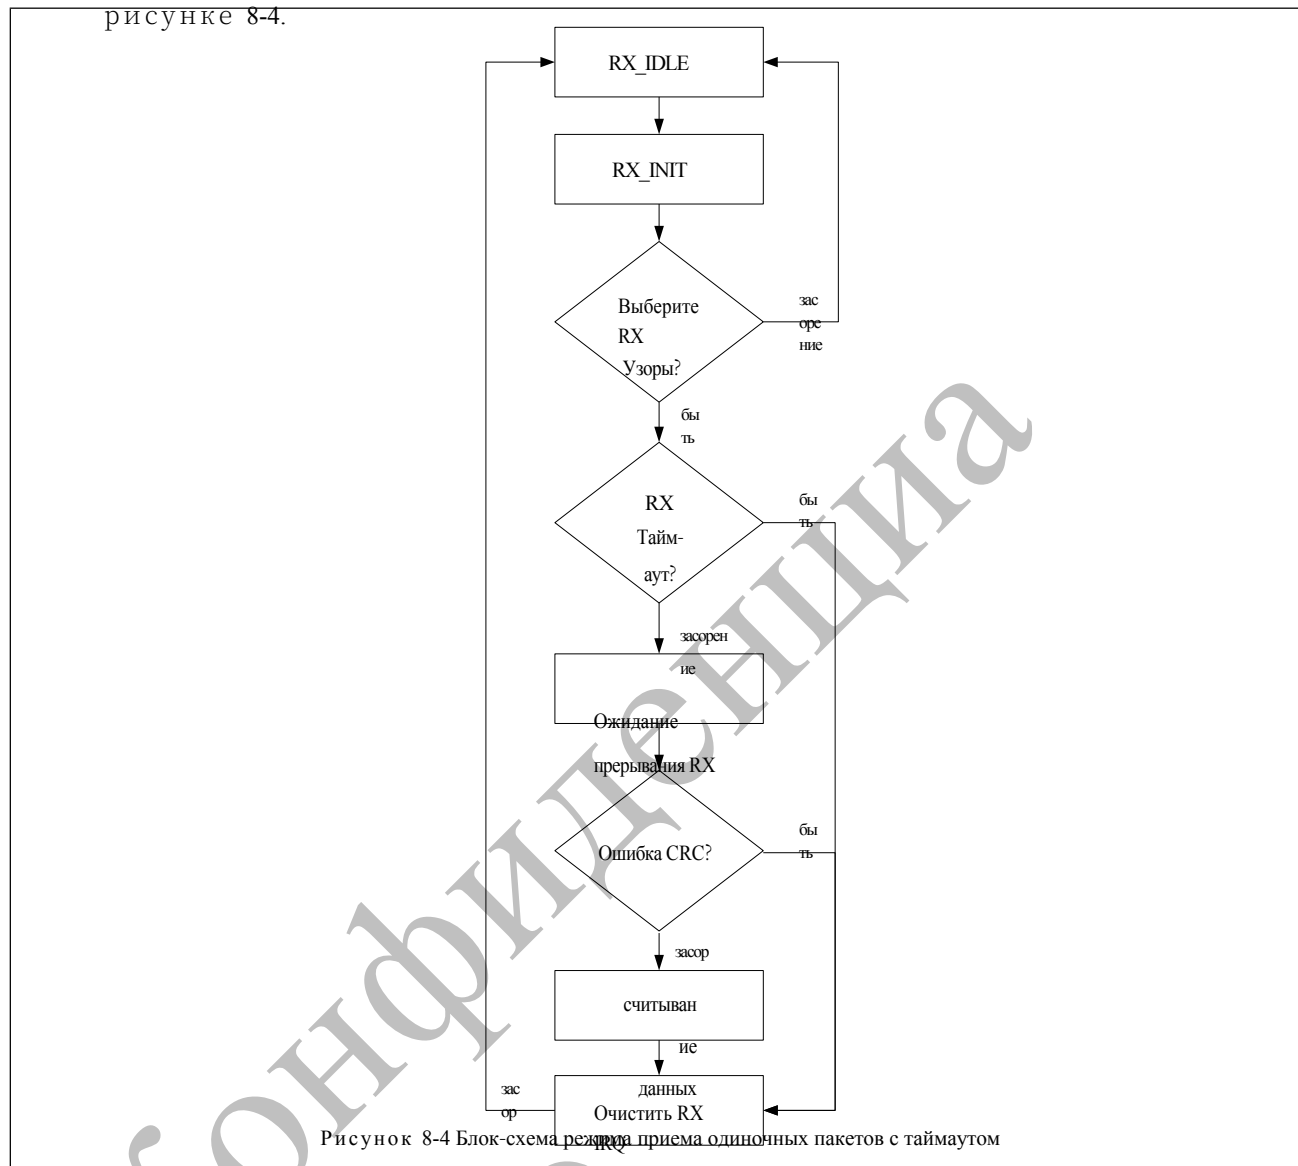 рисунке 8-4.
RX_IDLE
RX_INIT
Выберите
RX
Узоры?
зас
оре
ние
бы
ть
RX
Тайм-
аут?
бы
ть
засорен
ие
Ожидание
прерывания RX
Ошибка CRC?
бы
ть
засор
считыван
ие
данных
зас
ор
Очистить RX
IRQ
Рисунок 8-4 Блок-схема режима приема одиночных пакетов с таймаутом
онфиденциа